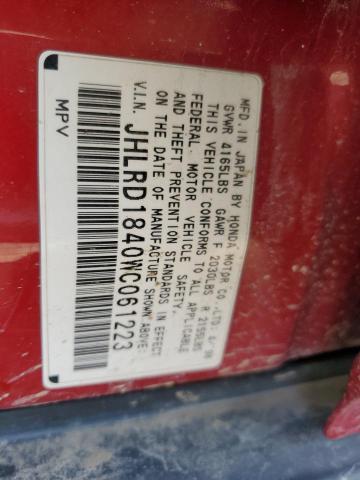 MFD. IN JAPAN BY HONDA MOTOR CO.,LTD.
GVWR 4165LBS GAWR F 2030LBS R 2155LBS
THIS VEHICLE CONFORMS TO ALL APPLICABLE
FEDERAL MOTOR VEHICLE SAFETY,
AND THEFT PREVENTION STANDARDS IN EFFECT
ON THE DATE OF MANUFACTURE SHOWN ABOVE.
V.I.N. JHLRD1840WC061223
MPV